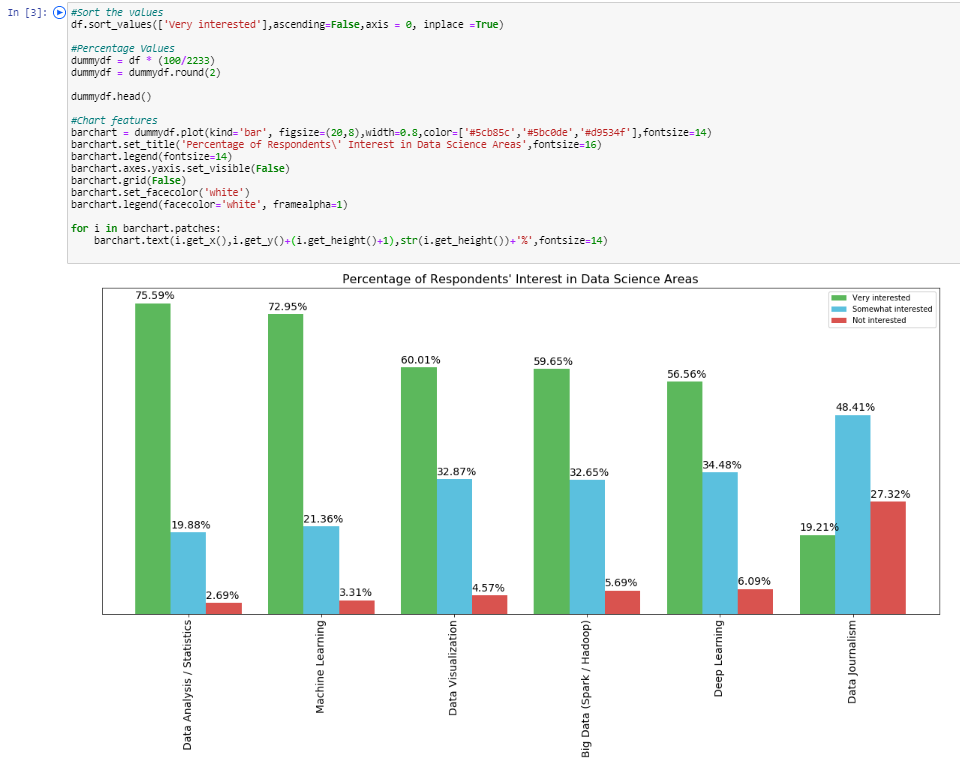 In [3]:
#Sort the values
df.sort_values(['Very interested'],ascending=False,axis = 0, inplace =True)
#Percentage Values
dummydf = df * (100/2233)
dummydf = dummydf.round(2)
dummydf.head()
#Chart features
barchart = dummydf.plot(kind='bar', figsize=(20,8),width=0.8,color=['#5cb85c','#5bc0de','#d9534f'],fontsize=14)
barchart.set_title('Percentage of Respondents\' Interest in Data Science Areas',fontsize=16)
barchart.legend(fontsize=14)
barchart.axes.yaxis.set_visible(False)
barchart.grid(False)
barchart.set_facecolor('white')
barchart.legend(facecolor='white', framealpha=1)
for i in barchart.patches:
    barchart.text(i.get_x(),i.get_y()+(i.get_height()+1),str(i.get_height())+'%',fontsize=14)
Percentage of Respondents' Interest in Data Science Areas
Very interested
Somewhat interested
Not interested
75.59%
19.88%
2.69%
72.95%
21.36%
3.31%
60.01%
32.87%
4.57%
59.65%
32.65%
5.69%
56.56%
34.48%
6.09%
19.21%
48.41%
27.32%
Data Analysis / Statistics
Machine Learning
Data Visualization
Big Data (Spark / Hadoop)
Deep Learning
Data Journalism